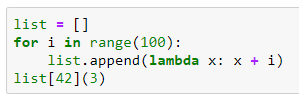 list = []
for i in range(100):
    list.append(lambda x: x + i)
list[42](3)